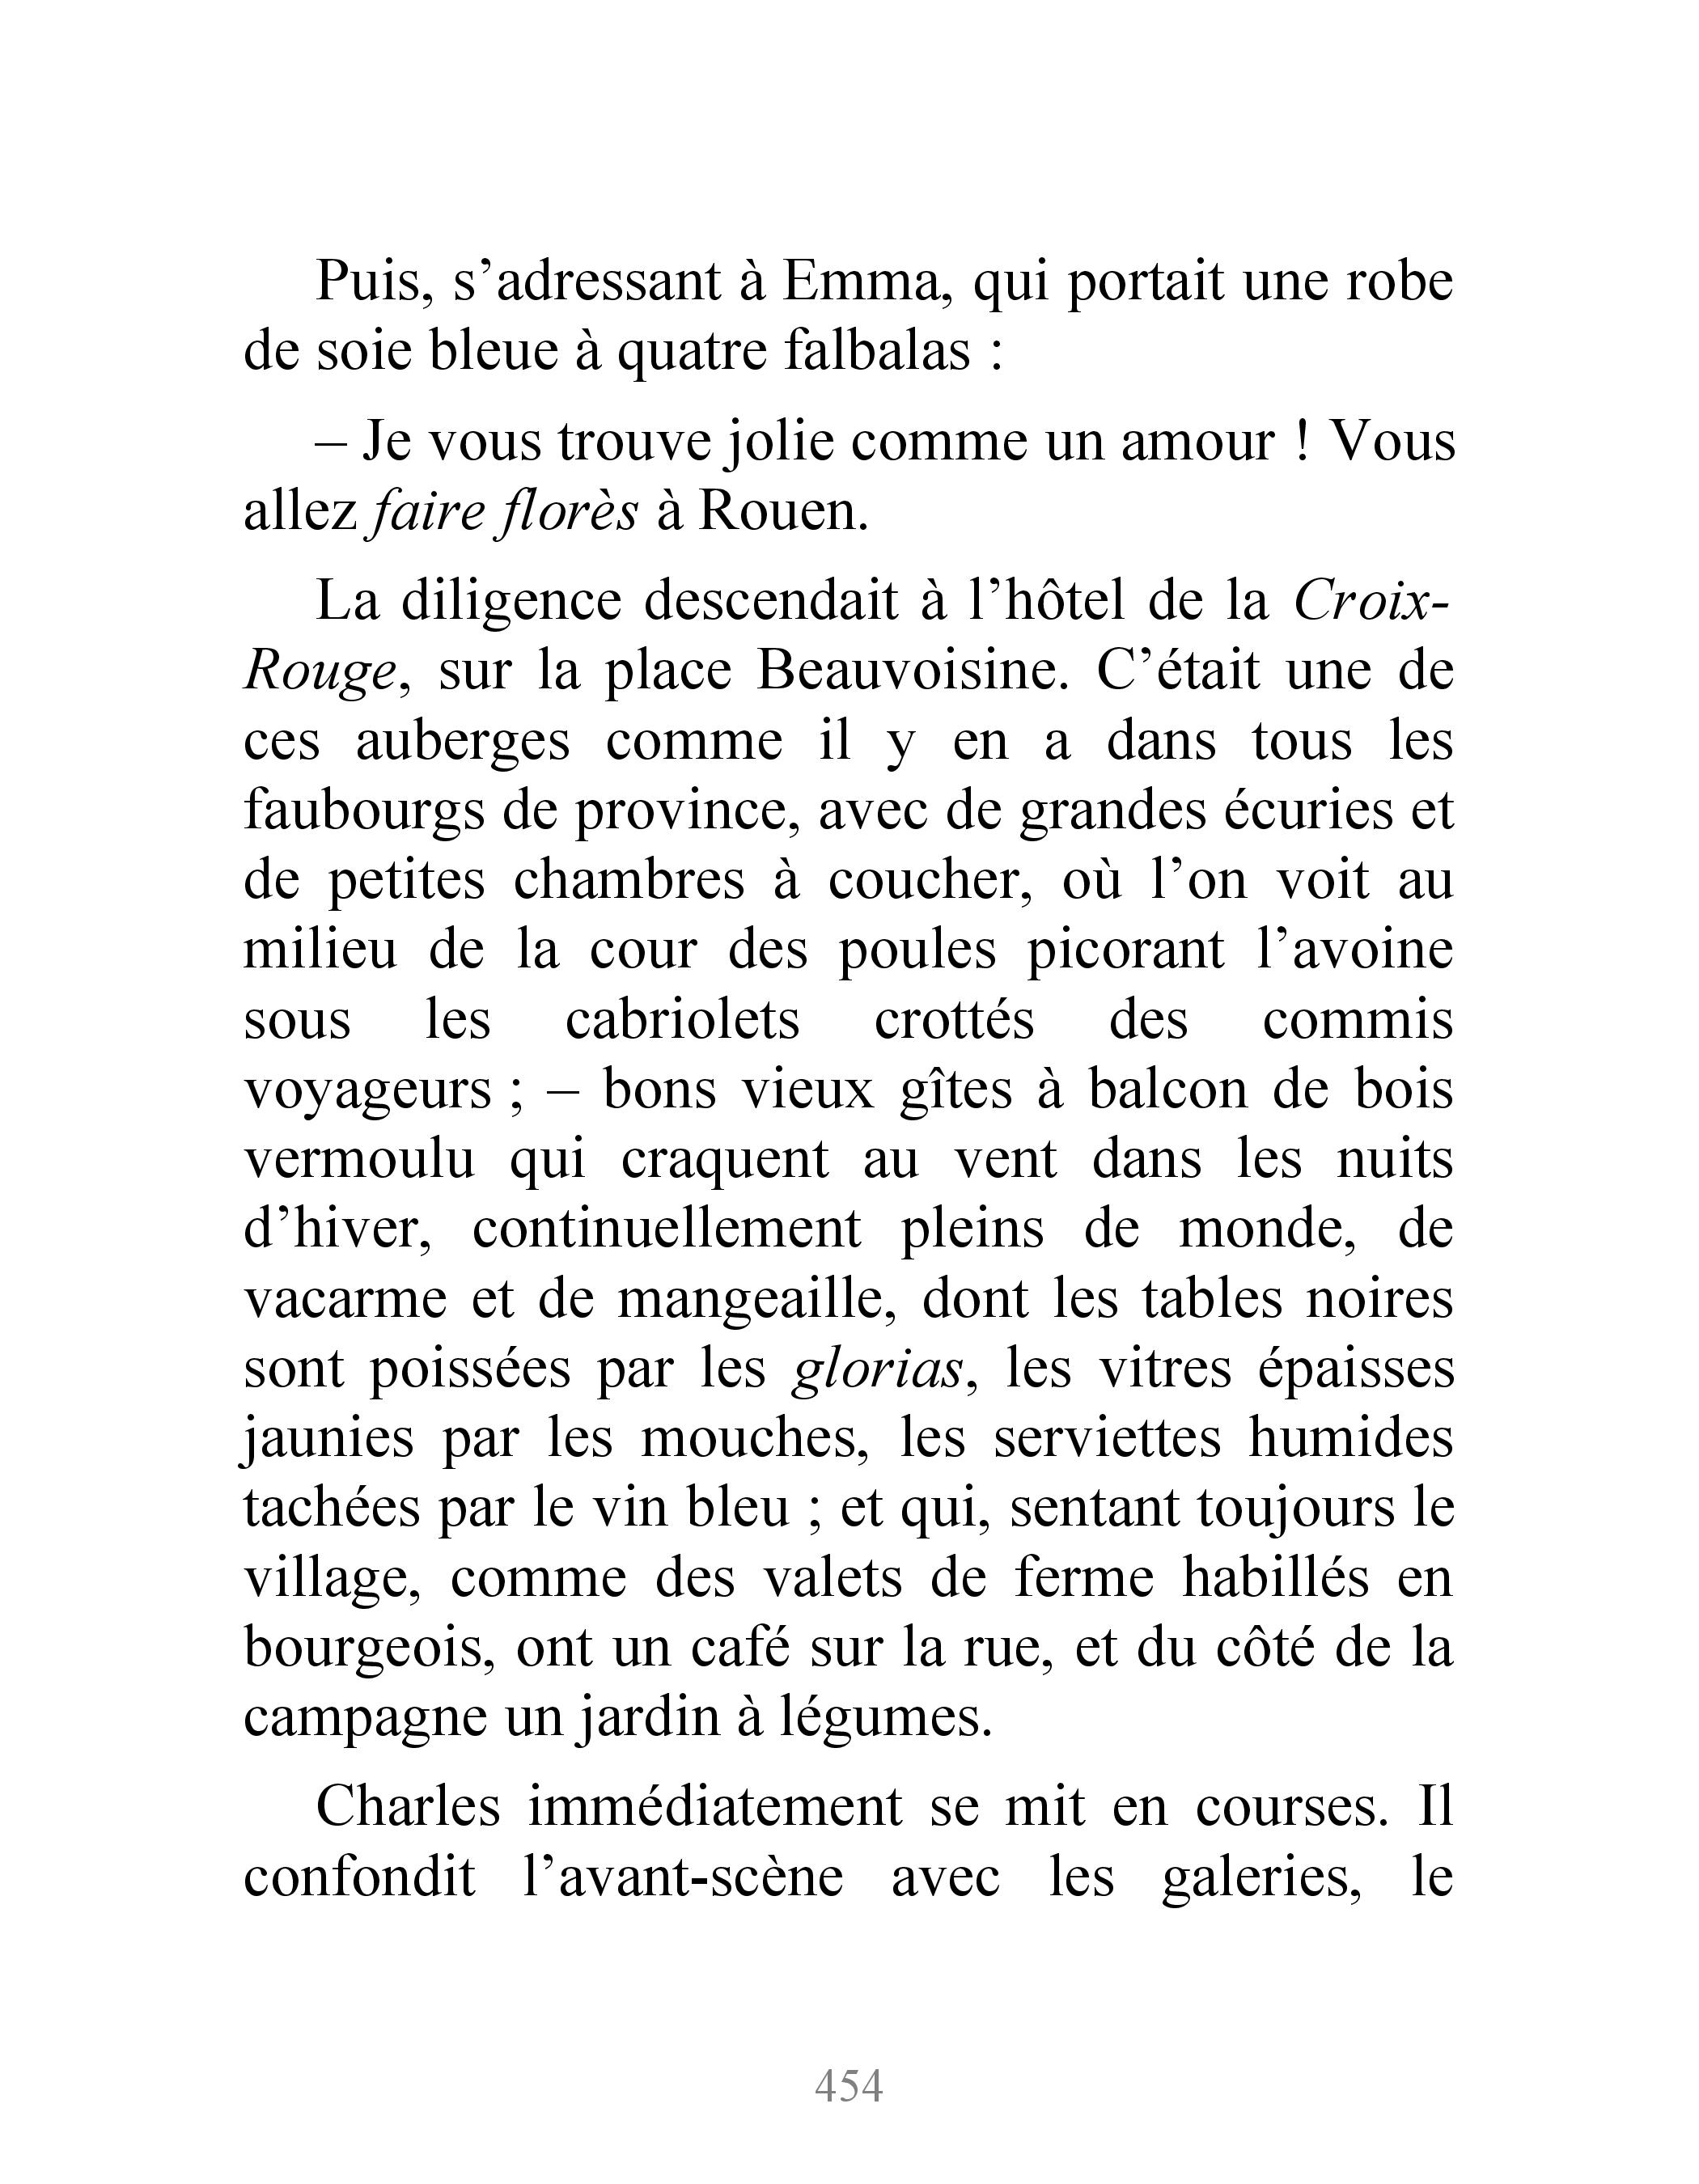 Puis, s’adressant à Emma, qui portait une robe
de soie bleue à quatre falbalas :
– Je vous trouve jolie comme un amour ! Vous
allez faire florès à Rouen.
La diligence descendait à l’hôtel de la Croix-
Rouge, sur la place Beauvoisine. C’était une de
ces auberges comme il y en a dans tous les
faubourgs de province, avec de grandes écuries et
de petites chambres à coucher, où l’on voit au
milieu de la cour des poules picorant l’avoine
sous les cabriolets crottés des commis
voyageurs ; – bons vieux gîtes à balcon de bois
vermoulu qui craquent au vent dans les nuits
d’hiver, continuellement pleins de monde, de
vacarme et de mangeaille, dont les tables noires
sont poissées par les glorias, les vitres épaisses
jaunies par les mouches, les serviettes humides
tachées par le vin bleu ; et qui, sentant toujours le
village, comme des valets de ferme habillés en
bourgeois, ont un café sur la rue, et du côté de la
campagne un jardin à légumes.
Charles immédiatement se mit en courses. Il
confondit l’avant-scène avec les galeries, le
454